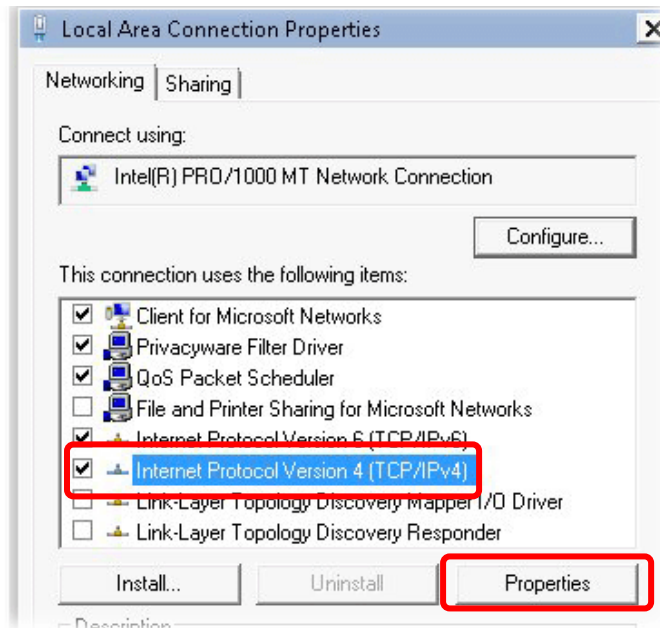 Local Area Connection Properties
Networking
Sharing
Connect using:
Intel(R) PRO/1000 MT Network Connection
Configure...
This connection uses the following items:
Client for Microsoft Networks
Privacyware Filter Driver
QoS Packet Scheduler
File and Printer Sharing for Microsoft Networks
Internet Protocol Version 6 (TCP/IPv6)
Internet Protocol Version 4 (TCP/IPv4)
Link-Layer Topology Discovery Mapper I/O Driver
Link-Layer Topology Discovery Responder
Install...
Uninstall
Properties
Description